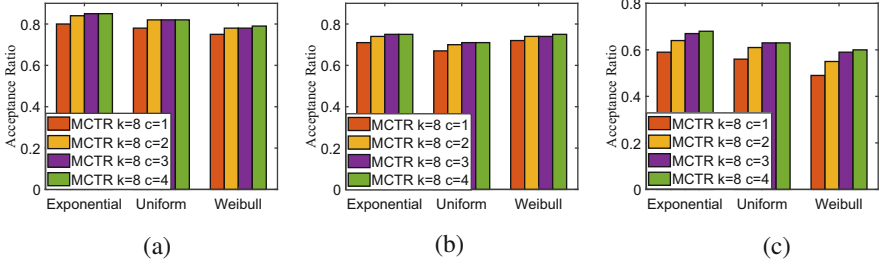 Acceptance Ratio
0.8
0.6
0.4
0.2
0
MCTR k=8 c=1
MCTR k=8 c=2
MCTR k=8 c=3
MCTR k=8 c=4
Exponential Uniform Weibull
(a)
Acceptance Ratio
0.8
0.6
0.4
0.2
0
MCTR k=8 c=1
MCTR k=8 c=2
MCTR k=8 c=3
MCTR k=8 c=4
Exponential Uniform Weibull
(b)
Acceptance Ratio
0.8
0.6
0.4
0.2
0
MCTR k=8 c=1
MCTR k=8 c=2
MCTR k=8 c=3
MCTR k=8 c=4
Exponential Uniform Weibull
(c)